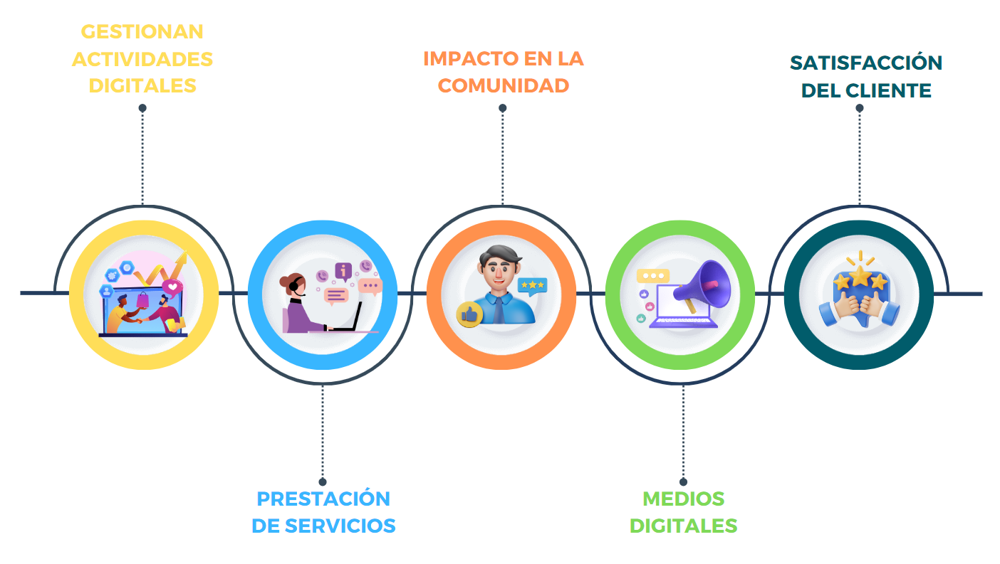 GESTIONAN
ACTIVIDADES
DIGITALES
PRESTACIÓN
DE SERVICIOS
IMPACTO EN LA
COMUNIDAD
MEDIOS
DIGITALES
SATISFACCIÓN
DEL CLIENTE